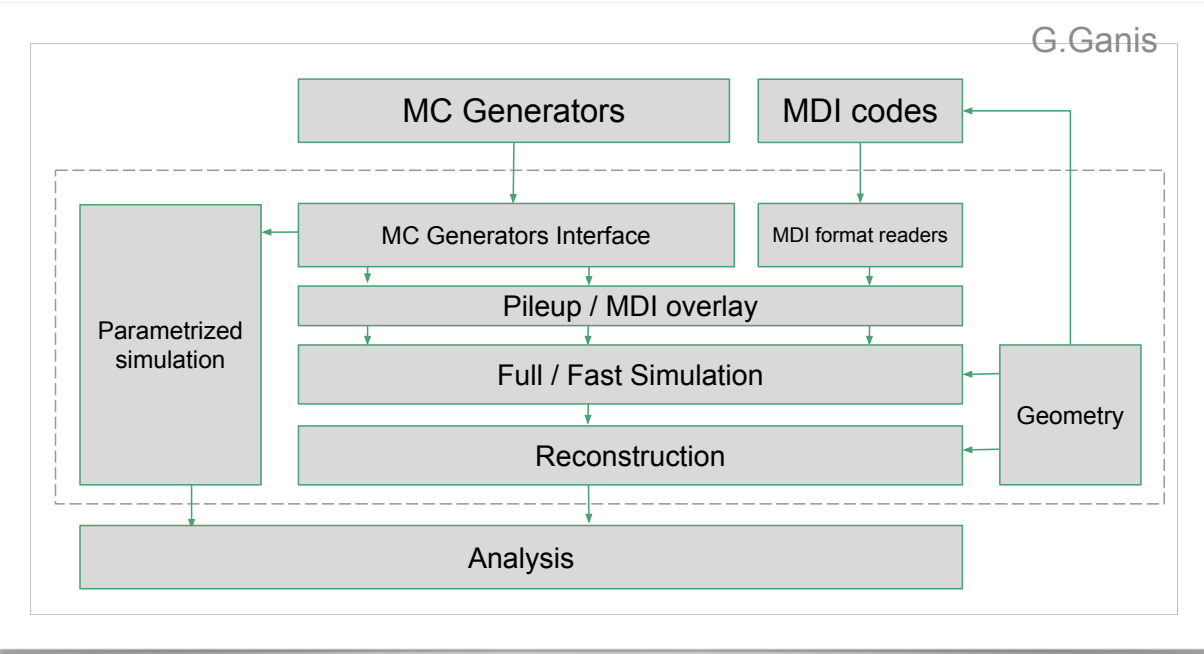 G.Ganis
MC Generators
MDI codes
MC Generators Interface
MDI format readers
Pileup / MDI overlay
Parametrized
simulation
Full / Fast Simulation
Geometry
Reconstruction
Analysis